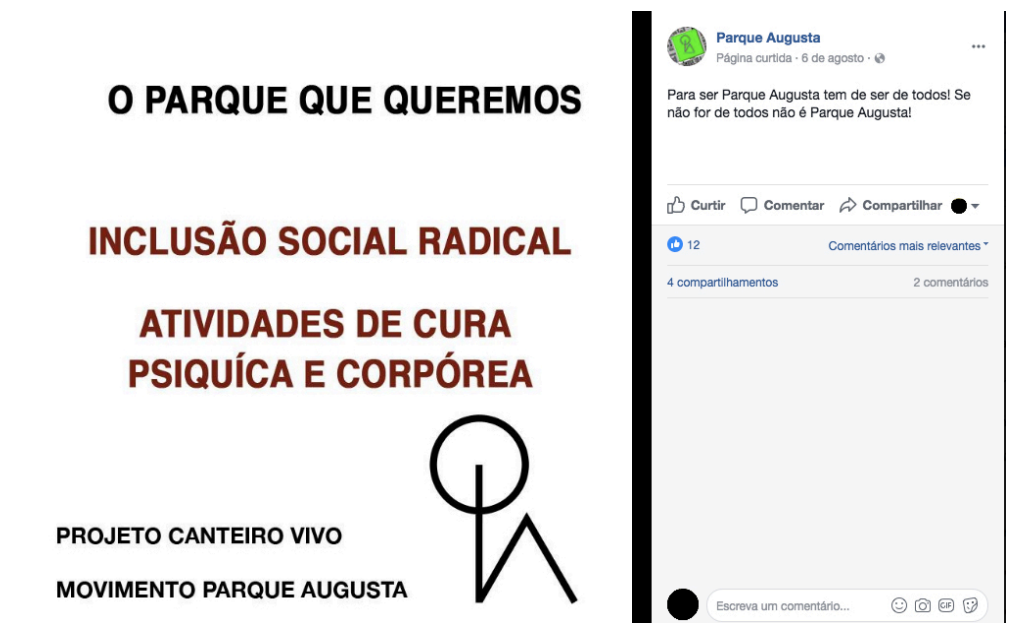 O PARQUE QUE QUEREMOS
INCLUSÃO SOCIAL RADICAL
ATIVIDADES DE CURA
PSIQUÍCA E CORPÓREA
PROJETO CANTEIRO VIVO
MOVIMENTO PARQUE AUGUSTA
Parque Augusta
Página curtida · 6 de agosto ·
Para ser Parque Augusta tem de ser de todos! Se
não for de todos não é Parque Augusta!
Curtir Comentar Compartilhar
12 Comentários mais relevantes
4 compartilhamentos 2 comentários
Escreva um comentário... GIF